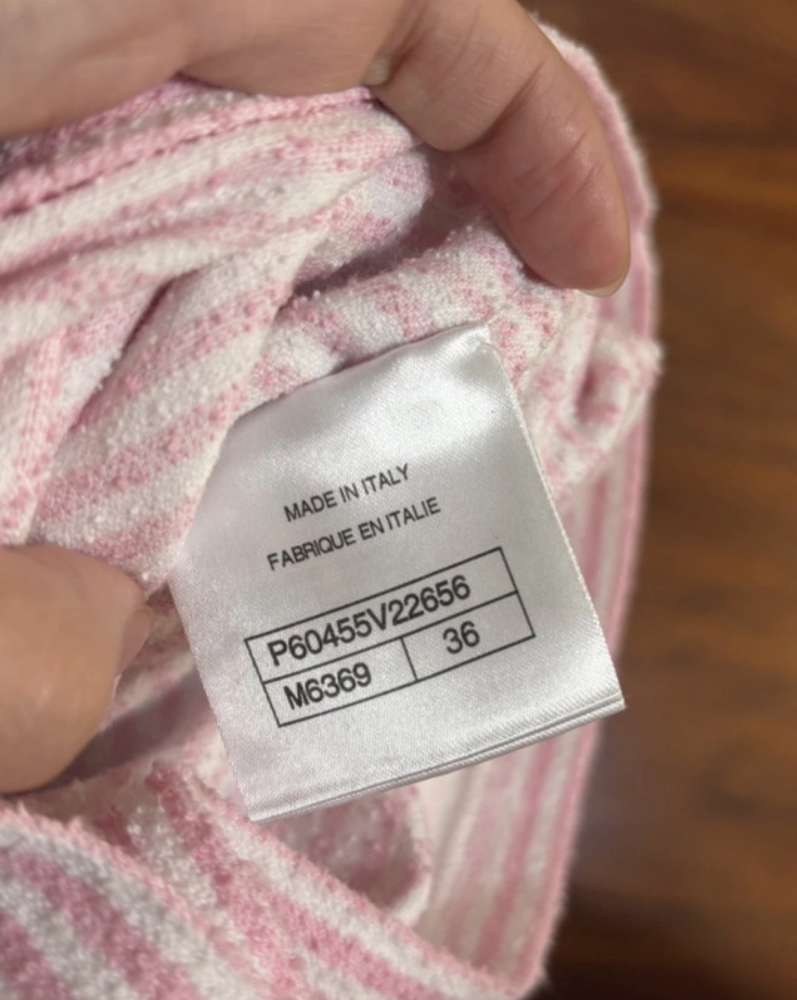 MADE IN ITALY
FABRIQUE EN ITALIE
P60455V22656
M6369 36